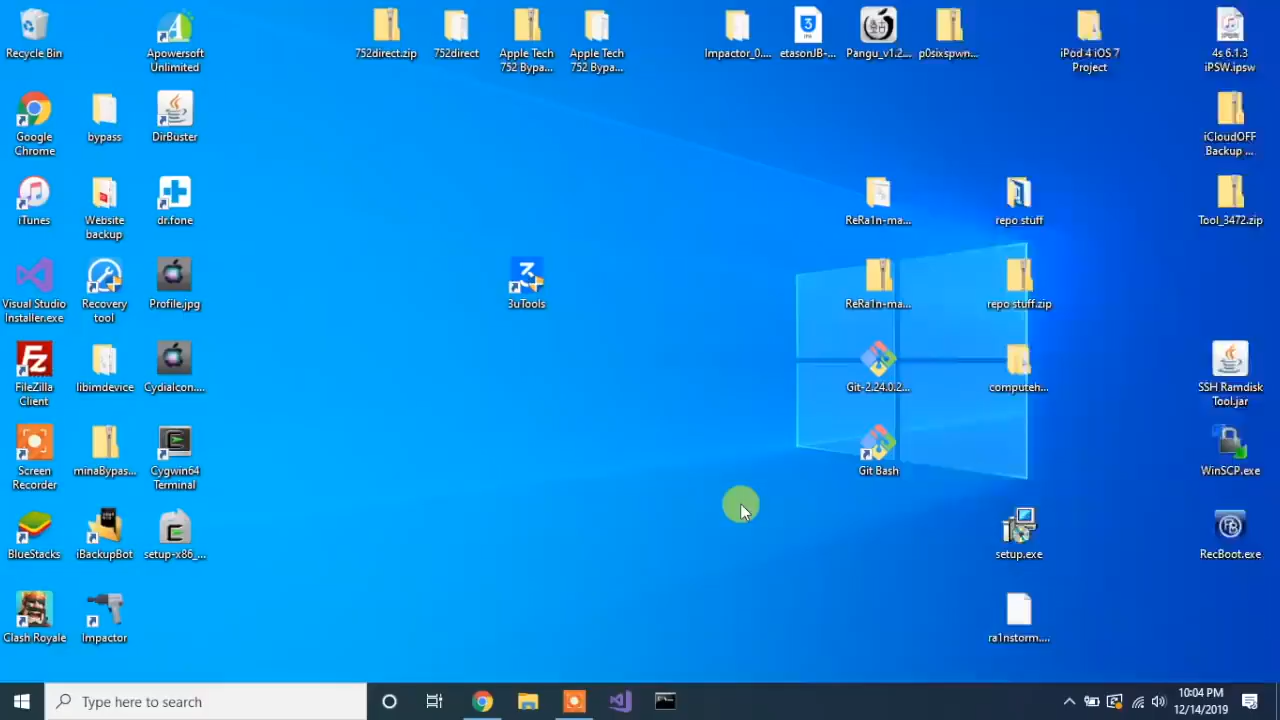 Recycle Bin
Apowersoft
Unlimited
752direct.zip
752direct
Apple Tech
752 Bypa...
Apple Tech
752 Bypa...
Impactor_0....
etasonJB-...
Pangu_v1.2...
p0sixspwn...
iPod 4 iOS 7
Project
4s 6.1.3
iPSW.ipsw
Google
Chrome
bypass
DirBuster
iCloudOFF
Backup ...
iTunes
Website
backup
dr.fone
ReRa1n-ma...
repo stuff
Tool_3472.zip
Visual Studio
Installer.exe
Recovery
tool
Profile.jpg
3uTools
ReRa1n-ma...
repo stuff.zip
FileZilla
Client
libimdevice
CydiaIcon....
Git-2.24.0.2...
computeh...
SSH Ramdisk
Tool.jar
Screen
Recorder
minaBypas...
Cygwin64
Terminal
Git Bash
WinSCP.exe
BlueStacks
iBackupBot
setup-x86_...
setup.exe
RecBoot.exe
Clash Royale
Impactor
ra1nstorm....
Type here to search
10:04 PM
12/14/2019